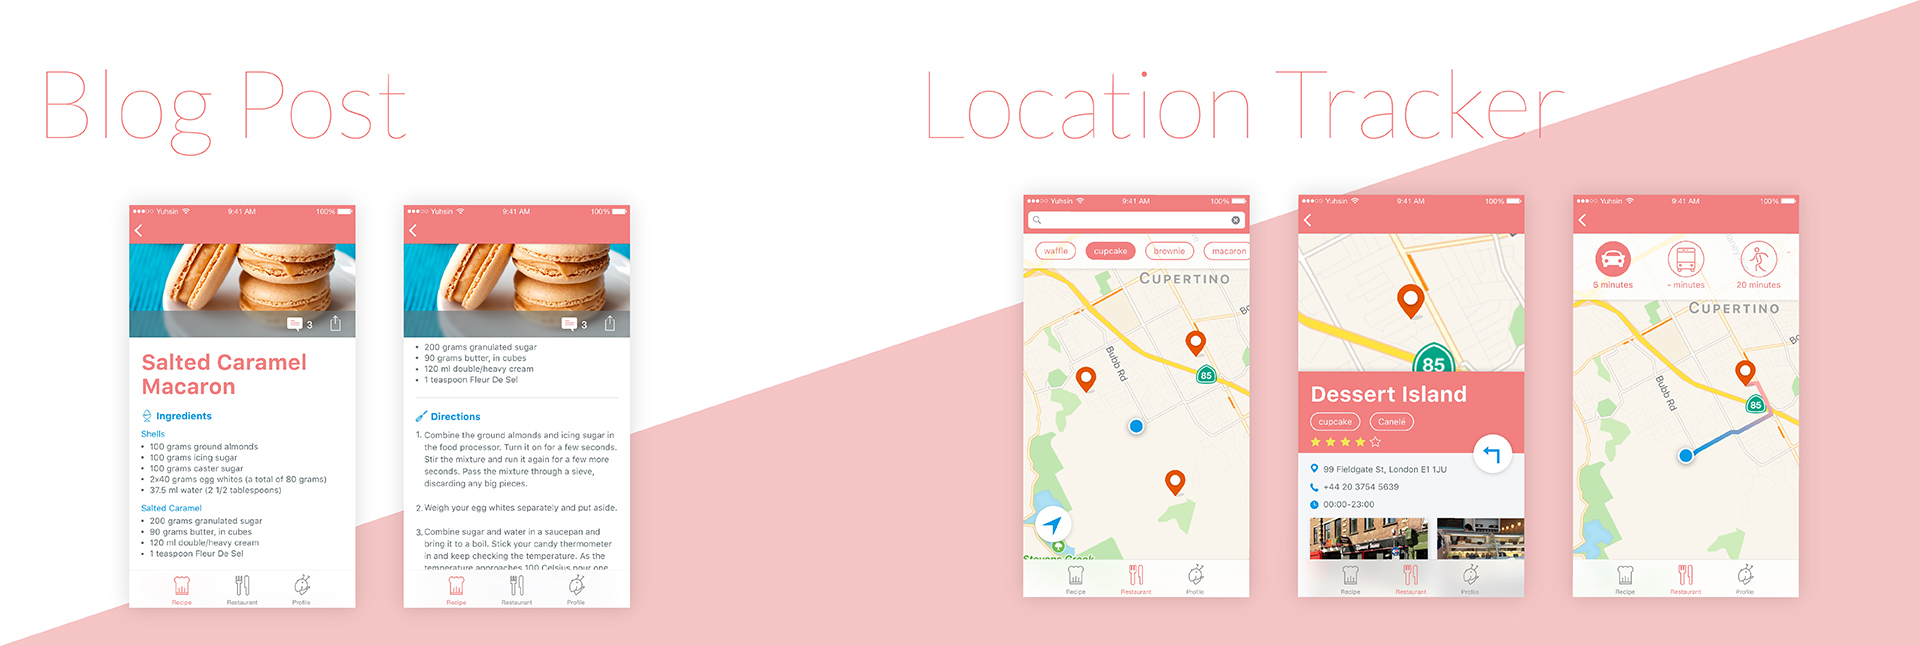 Blog Post
Location Tracker
Yuhsin
9:41 AM
100%
3
Salted Caramel
Macaron
Ingredients
Shells
• 100 grams ground almonds
• 100 grams icing sugar
• 100 grams caster sugar
• 2x40 grams egg whites (a total of 80 grams)
• 37.5 ml water (2 1/2 tablespoons)
Salted Caramel
• 200 grams granulated sugar
• 90 grams butter, in cubes
• 120 ml double/heavy cream
• 1 teaspoon Fleur De Sel
Recipe
Restaurant
Profile
Yuhsin
9:41 AM
100%
3
• 200 grams granulated sugar
• 90 grams butter, in cubes
• 120 ml double/heavy cream
• 1 teaspoon Fleur De Sel
Directions
1. Combine the ground almonds and icing sugar in
the food processor. Turn it on for a few seconds.
Stir the mixture and run it again for a few more
seconds. Pass the mixture through a sieve,
discarding any big pieces.
2. Weigh your egg whites separately and put aside.
3. Combine sugar and water in a saucepan and
bring it to a boil. Stick your candy thermometer
in and keep checking the temperature. As the
temperature approaches 100 Celsius pour one
Recipe
Restaurant
Profile
Yuhsin
9:41 AM
100%
waffle
cupcake
brownie
macaron
CUPERTINO
Bo
Bubb Rd
85
Stevens Creek
Recipe
Restaurant
Profile
Yuhsin
9:41 AM
100%
85
Dessert Island
cupcake
Canelé
99 Fieldgate St, London E1 1JU
+44 20 3754 5639
00:00-23:00
Recipe
Restaurant
Profile
Yuhsin
9:41 AM
100%
5 minutes
- minutes
20 minutes
CUPERTINO
Bo
Bubb Rd
85
Recipe
Restaurant
Profile